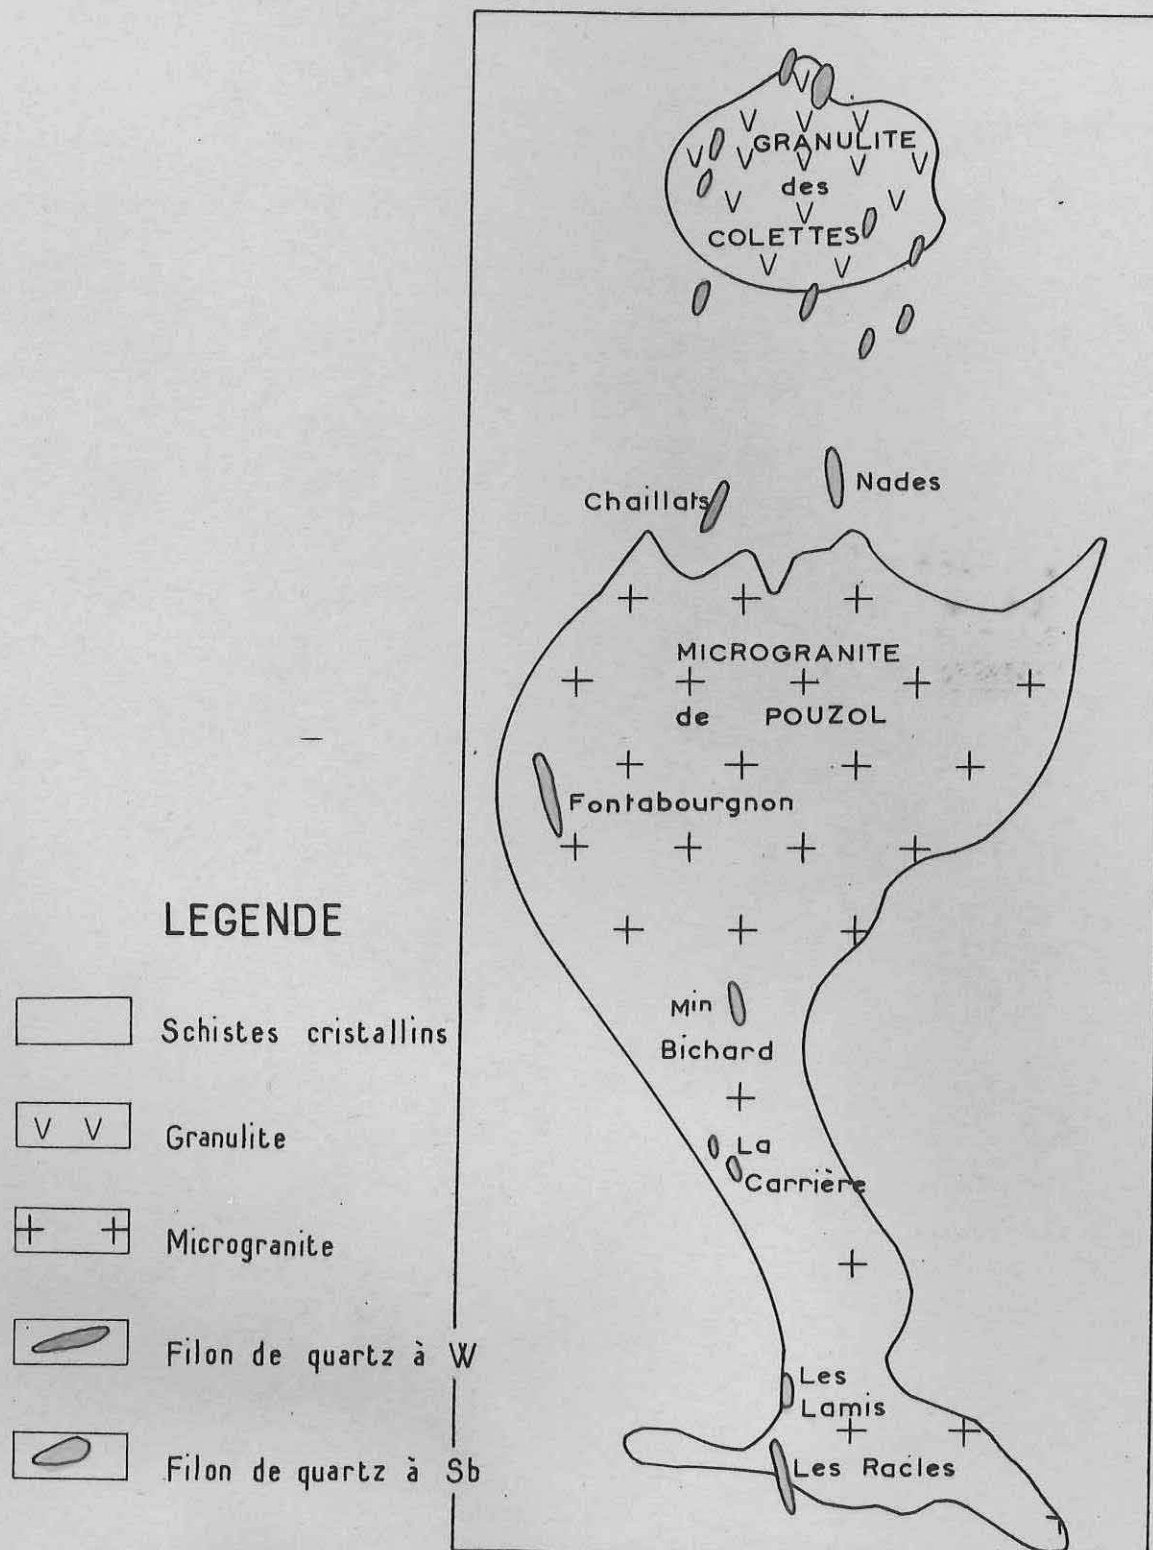 GRANULITE
des
COLETTES
Chaillats
Nades
MICROGRANITE
de POUZOL
Fontabourgnon
Min
Bichard
La
Carrière
Les
Lamis
Les Racles
LEGENDE
Schistes cristallins
V V Granulite
+ + Microgranite
Filon de quartz à W
Filon de quartz à Sb